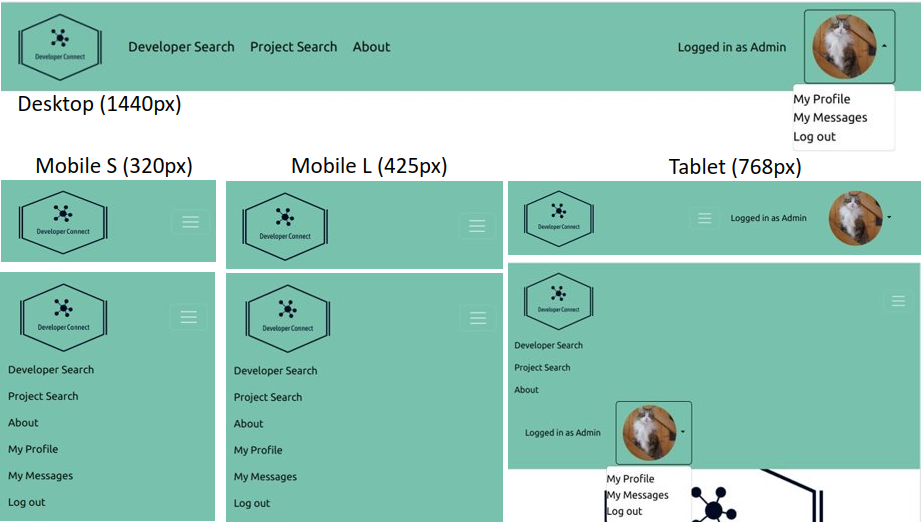 Developer Connect
Developer Search Project Search About
Logged in as Admin
Desktop (1440px)
My Profile
My Messages
Log out
Mobile S (320px)
Developer Connect
Developer Connect
Developer Search
Project Search
About
My Profile
My Messages
Log out
Mobile L (425px)
Developer Connect
Developer Connect
Developer Search
Project Search
About
My Profile
My Messages
Log out
Tablet (768px)
Developer Connect
Logged in as Admin
Developer Connect
Developer Search
Project Search
About
Logged in as Admin
My Profile
My Messages
Log out